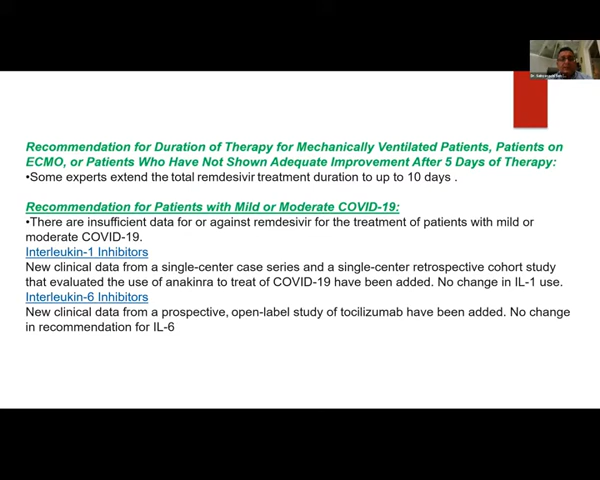 Recommendation for Duration of Therapy for Mechanically Ventilated Patients, Patients on
ECMO, or Patients Who Have Not Shown Adequate Improvement After 5 Days of Therapy:
•Some experts extend the total remdesivir treatment duration to up to 10 days .
Recommendation for Patients with Mild or Moderate COVID-19:
•There are insufficient data for or against remdesivir for the treatment of patients with mild or
moderate COVID-19.
Interleukin-1 Inhibitors
New clinical data from a single-center case series and a single-center retrospective cohort study
that evaluated the use of anakinra to treat of COVID-19 have been added. No change in IL-1 use.
Interleukin-6 Inhibitors
New clinical data from a prospective, open-label study of tocilizumab have been added. No change
in recommendation for IL-6